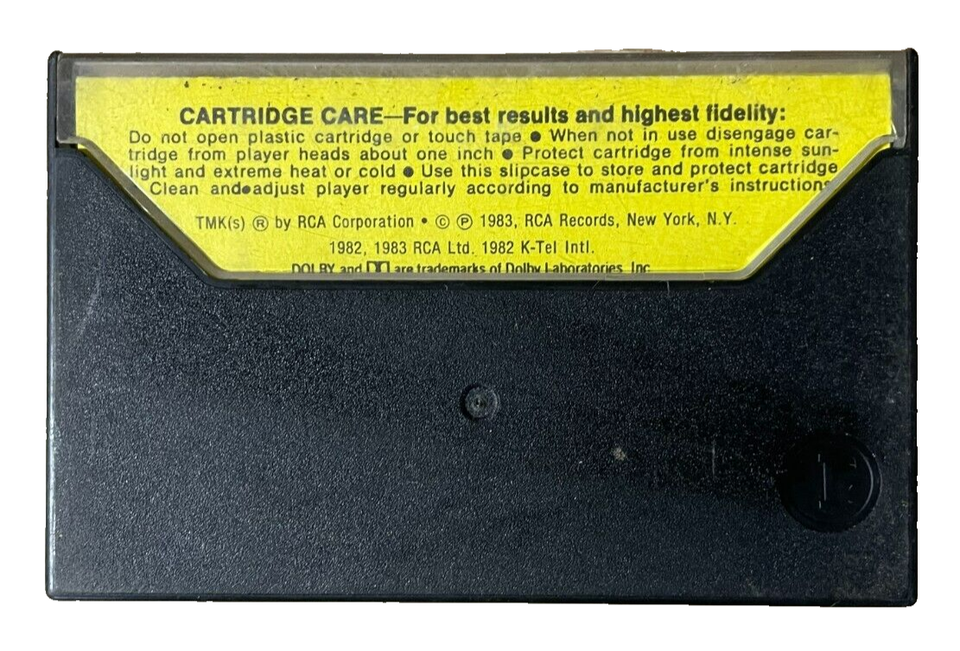 CARTRIDGE CARE—For best results and highest fidelity:
Do not open plastic cartridge or touch tape ● When not in use disengage car-
tridge from player heads about one inch ● Protect cartridge from intense sun-
light and extreme heat or cold ● Use this slipcase to store and protect cartridge
Clean and●adjust player regularly according to manufacturer's instructions
TMK(s) ® by RCA Corporation • © ℗ 1983, RCA Records, New York, N.Y.
1982, 1983 RCA Ltd. 1982 K-Tel Intl.
DOLBY and are trademarks of Dolby Laboratories, Inc